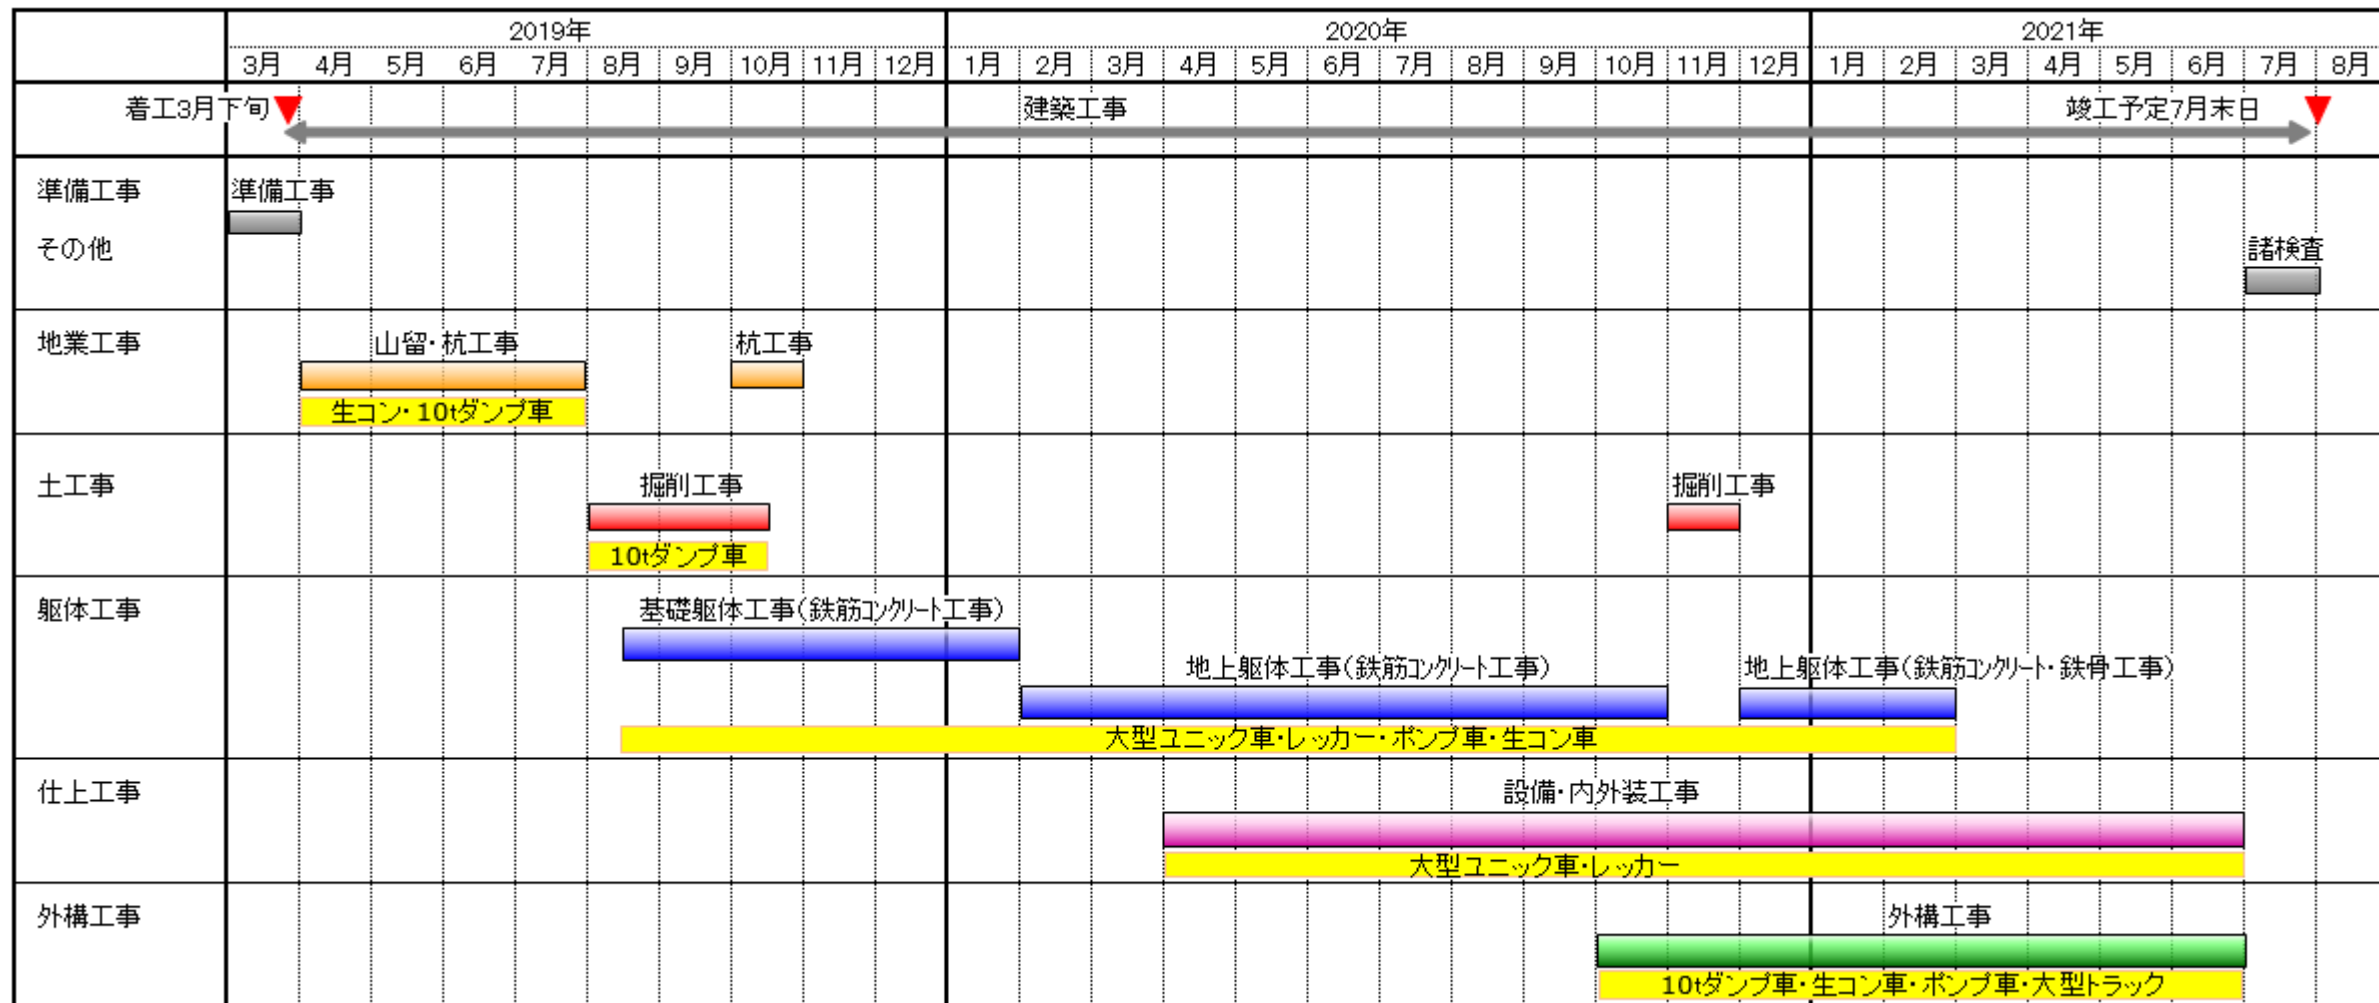 2019年 2020年 2021年
3月 4月 5月 6月 7月 8月 9月 10月 11月 12月 1月 2月 3月 4月 5月 6月 7月 8月 9月 10月 11月 12月 1月 2月 3月 4月 5月 6月 7月 8月
着工3月下旬 建築工事 竣工予定7月末日
準備工事 準備工事
その他 諸検査
地業工事 山留・杭工事 杭工事
生コン・10tダンプ車
土工事 掘削工事 掘削工事
10tダンプ車
躯体工事 基礎躯体工事(鉄筋コンクリート工事)
地上躯体工事(鉄筋コンクリート工事) 地上躯体工事(鉄筋コンクリート・鉄骨工事)
大型ユニック車・レッカー・ポンプ車・生コン車
仕上工事 設備・内外装工事
大型ユニック車・レッカー
外構工事 外構工事
10tダンプ車・生コン車・ポンプ車・大型トラック